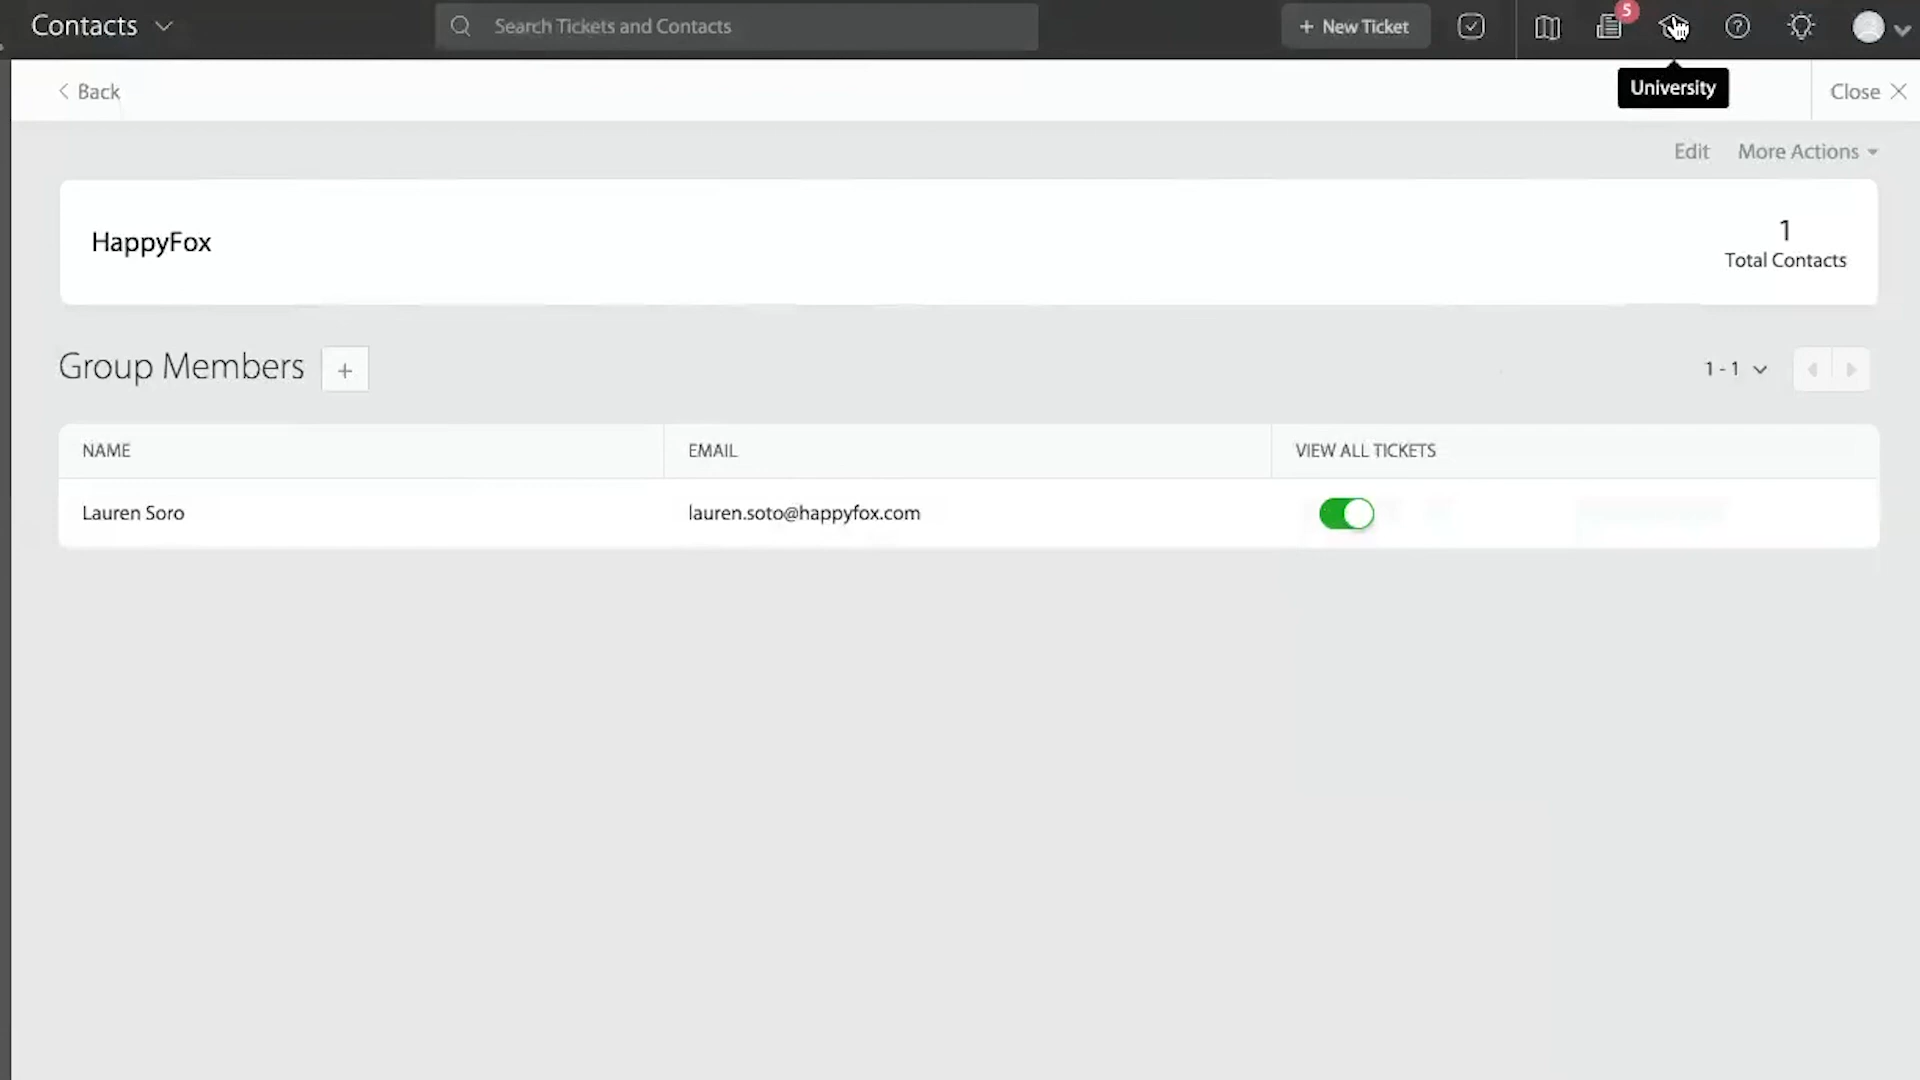 Contacts
Search Tickets and Contacts
+ New Ticket
5
University
Back
Close
Edit
More Actions
HappyFox
1
Total Contacts
Group Members
+
1 - 1
NAME
EMAIL
VIEW ALL TICKETS
Lauren Soro
lauren.soto@happyfox.com